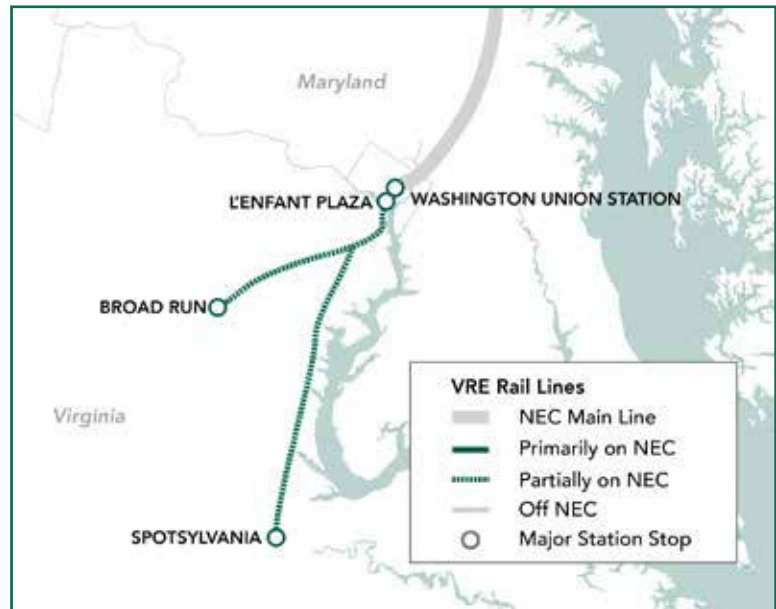 Maryland
L'ENFANT PLAZA
WASHINGTON UNION STATION
BROAD RUN
Virginia
SPOTSYLVANIA
VRE Rail Lines
NEC Main Line
Primarily on NEC
Partially on NEC
Off NEC
Major Station Stop